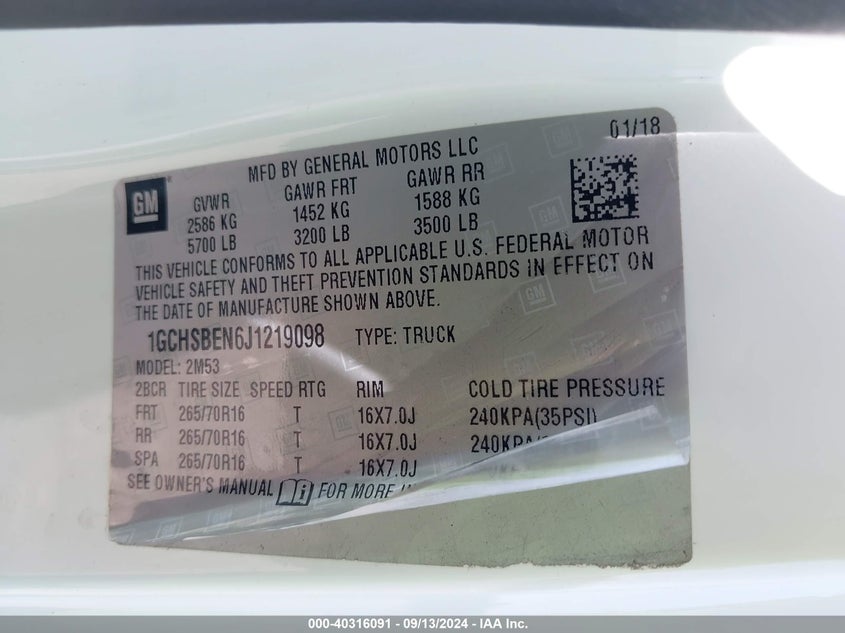 01/18
MFD BY GENERAL MOTORS LLC
GM
GVWR GAWR FRT GAWR RR
2586 KG 1452 KG 1588 KG
5700 LB 3200 LB 3500 LB
THIS VEHICLE CONFORMS TO ALL APPLICABLE U.S. FEDERAL MOTOR
VEHICLE SAFETY AND THEFT PREVENTION STANDARDS IN EFFECT ON
THE DATE OF MANUFACTURE SHOWN ABOVE.
1GCHSBEN6J1219098 TYPE: TRUCK
MODEL: 2M53
2BCR TIRE SIZE SPEED RTG RIM COLD TIRE PRESSURE
FRT 265/70R16 T 16X7.0J 240KPA(35PSI)
RR 265/70R16 T 16X7.0J 240KPA
SPA 265/70R16 T 16X7.0J
SEE OWNER'S MANUAL FOR MORE
000-40316091 - 09/13/2024 - IAA Inc.